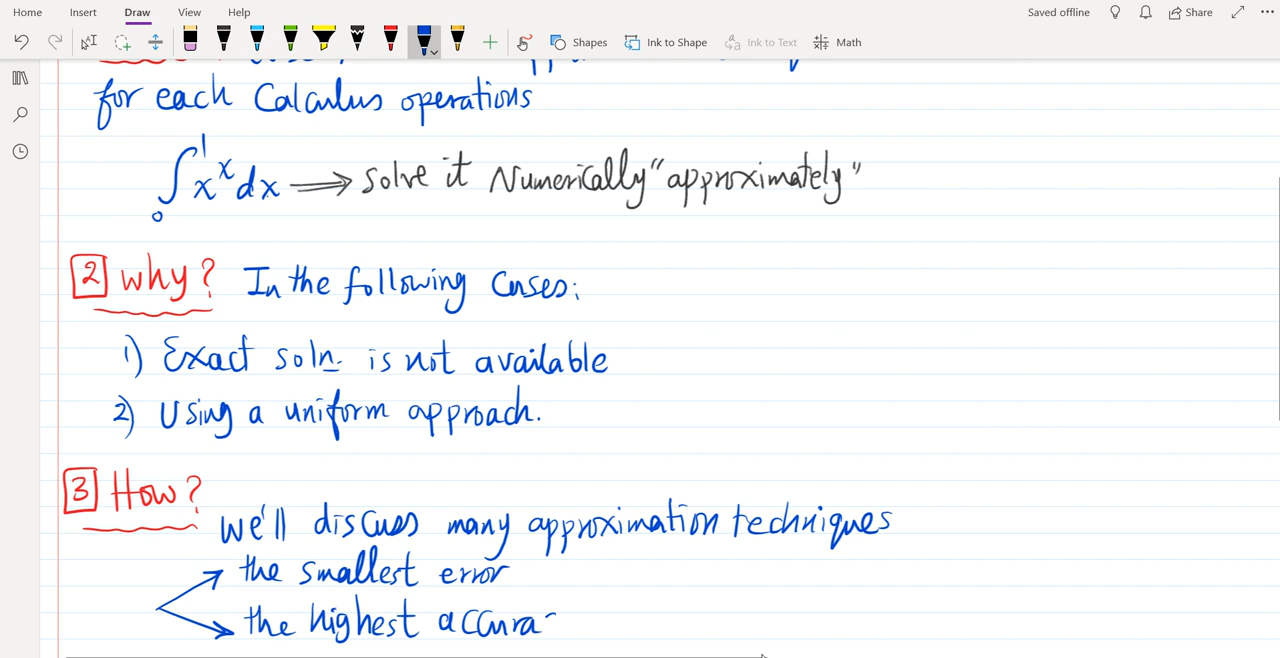 Home Insert Draw View Help Saved offline Share
Shapes Ink to Shape Ink to Text Math
for each Calculus operations
∫₀¹ xˣ dx ⟹ Solve it Numerically "approximately"
2 Why? In the following Cases:
1) Exact soln. is not available
2) Using a uniform approach.
3 How?
We'll discuss many approximation techniques
the smallest error
the highest accura